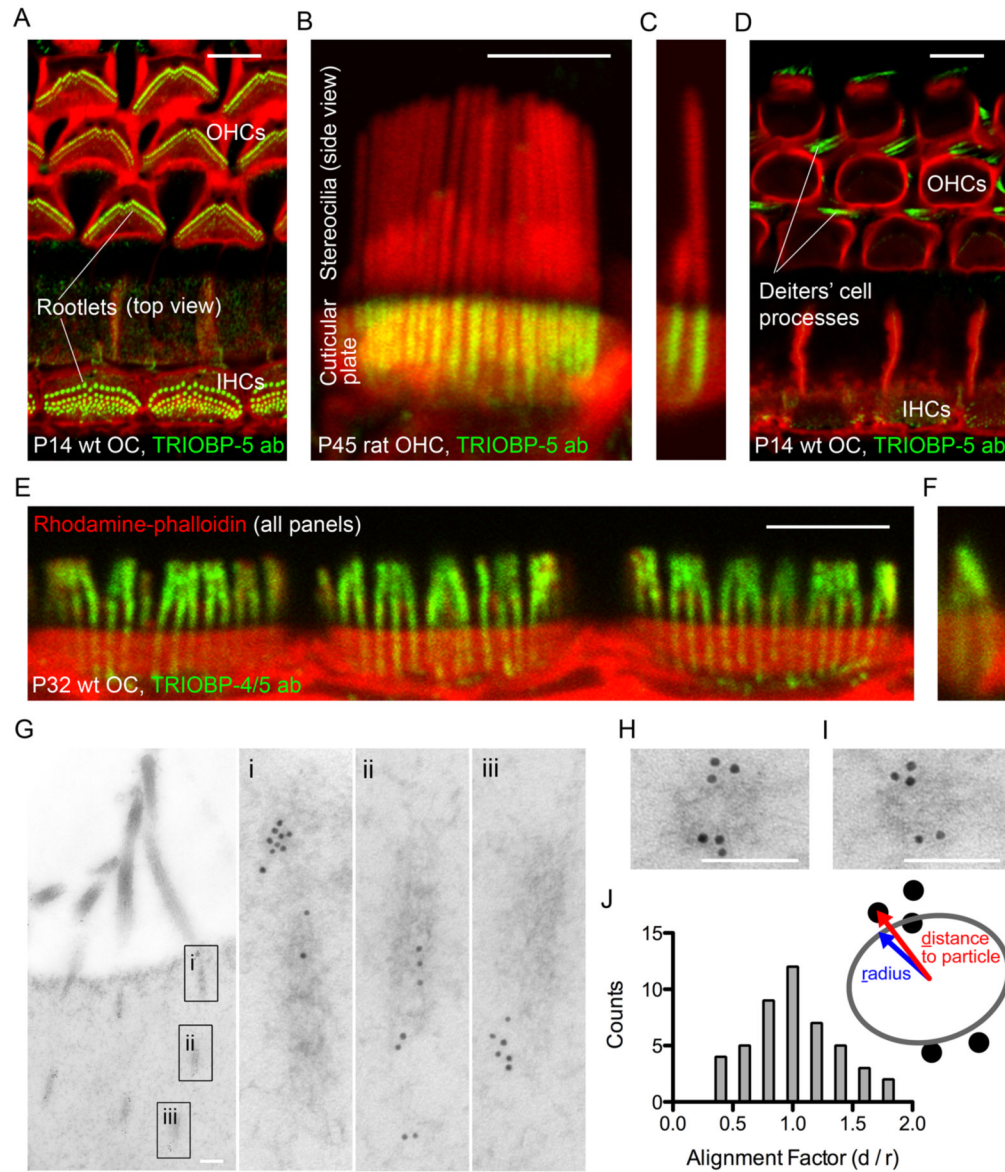 A
OHCs
Rootlets (top view)
IHCs
P14 wt OC, TRIOBP-5 ab
B
Stereocilia (side view)
Cuticular
plate
P45 rat OHC, TRIOBP-5 ab
C
D
OHCs
Deiters' cell
processes
IHCs
P14 wt OC, TRIOBP-5 ab
E
Rhodamine-phalloidin (all panels)
P32 wt OC, TRIOBP-4/5 ab
F
G
i
ii
iii
i
ii
iii
H
I
J
distance
to particle
radius
Counts
15
10
5
0
0.0
0.5
1.0
1.5
2.0
Alignment Factor (d / r)